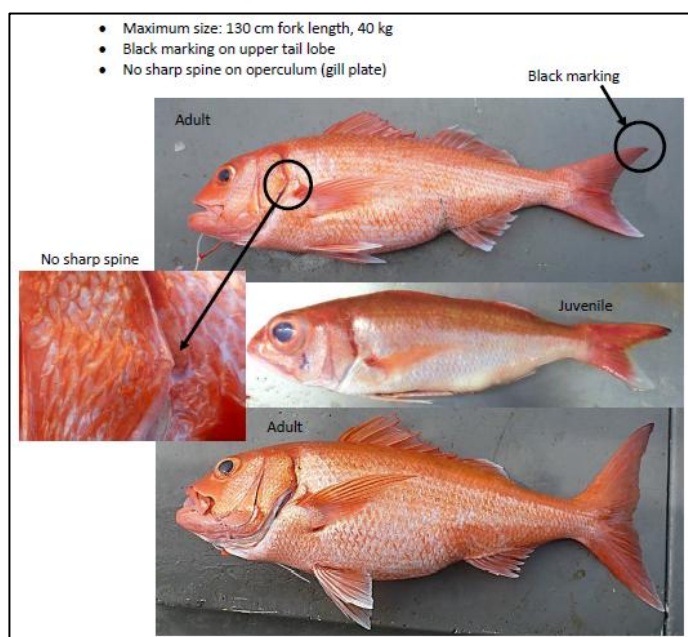 Maximum size: 130 cm fork length, 40 kg
Black marking on upper tail lobe
No sharp spine on operculum (gill plate)
Black marking
Adult
No sharp spine
Juvenile
Adult